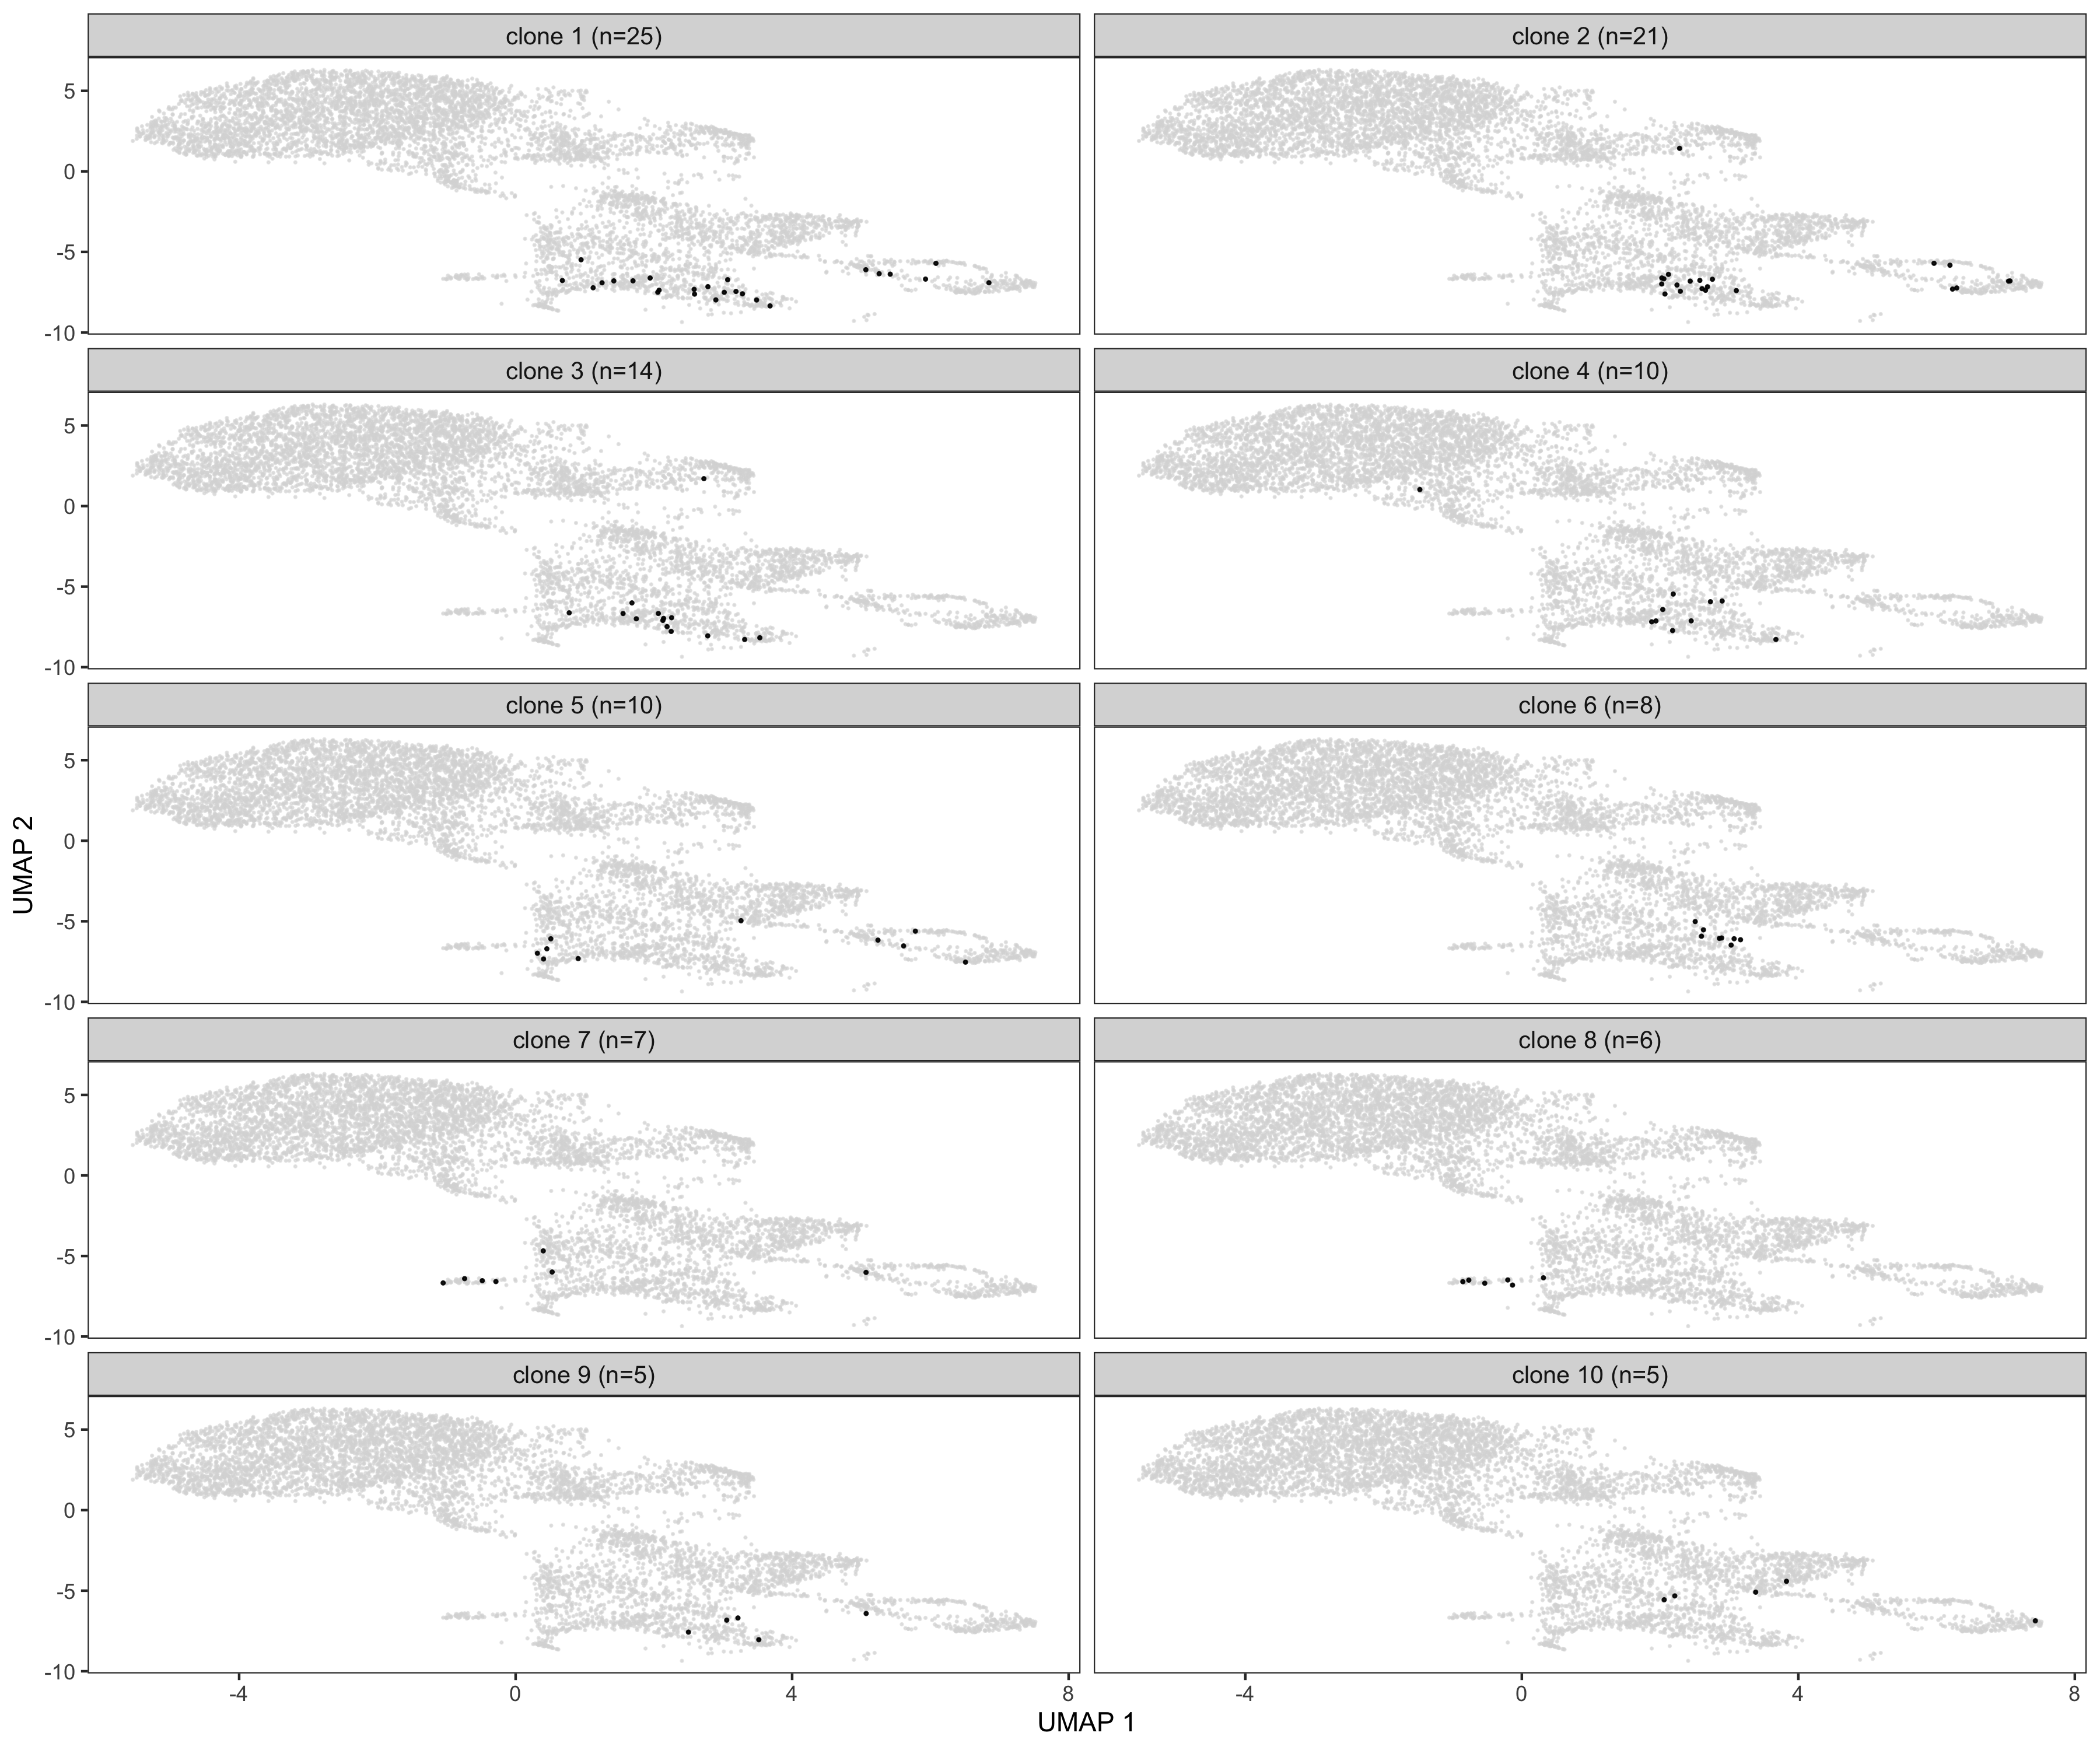 clone 1 (n=25)
clone 2 (n=21)
5
0
-5
-10
clone 3 (n=14)
clone 4 (n=10)
5
0
-5
-10
clone 5 (n=10)
clone 6 (n=8)
5
0
-5
-10
UMAP 2
clone 7 (n=7)
clone 8 (n=6)
5
0
-5
-10
clone 9 (n=5)
clone 10 (n=5)
5
0
-5
-10
-4 0 4 8 -4 0 4 8
UMAP 1